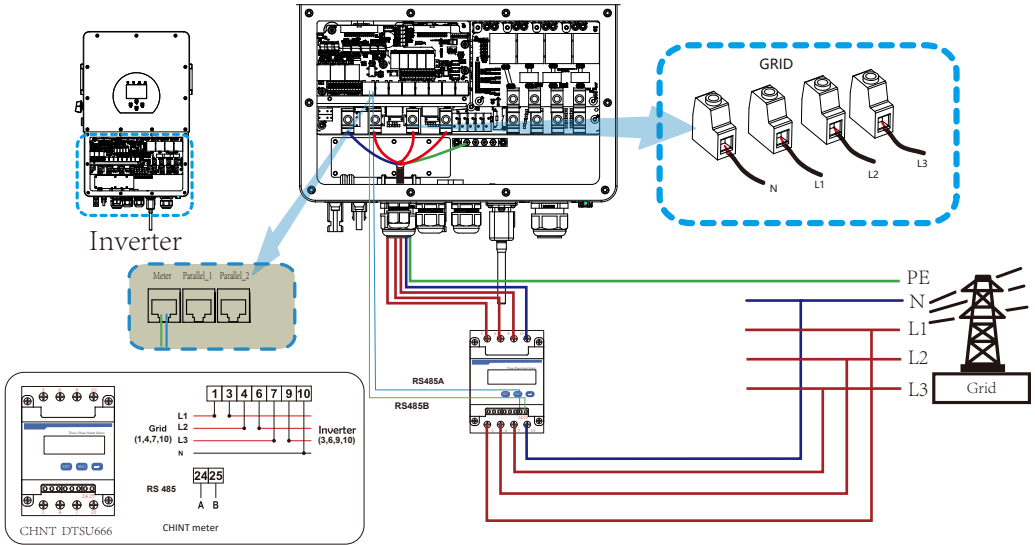 GRID
N
L1
L2
L3
Inverter
Meter
Parallel_1
Parallel_2
PE
N
L1
L2
L3
Grid
RS485A
RS485B
1 3 4 6 7 9 10
L1
L2
L3
N
Grid
(1,4,7,10)
Inverter
(3,6,9,10)
24 25
RS 485
A B
CHNT DTSU666
CHINT meter